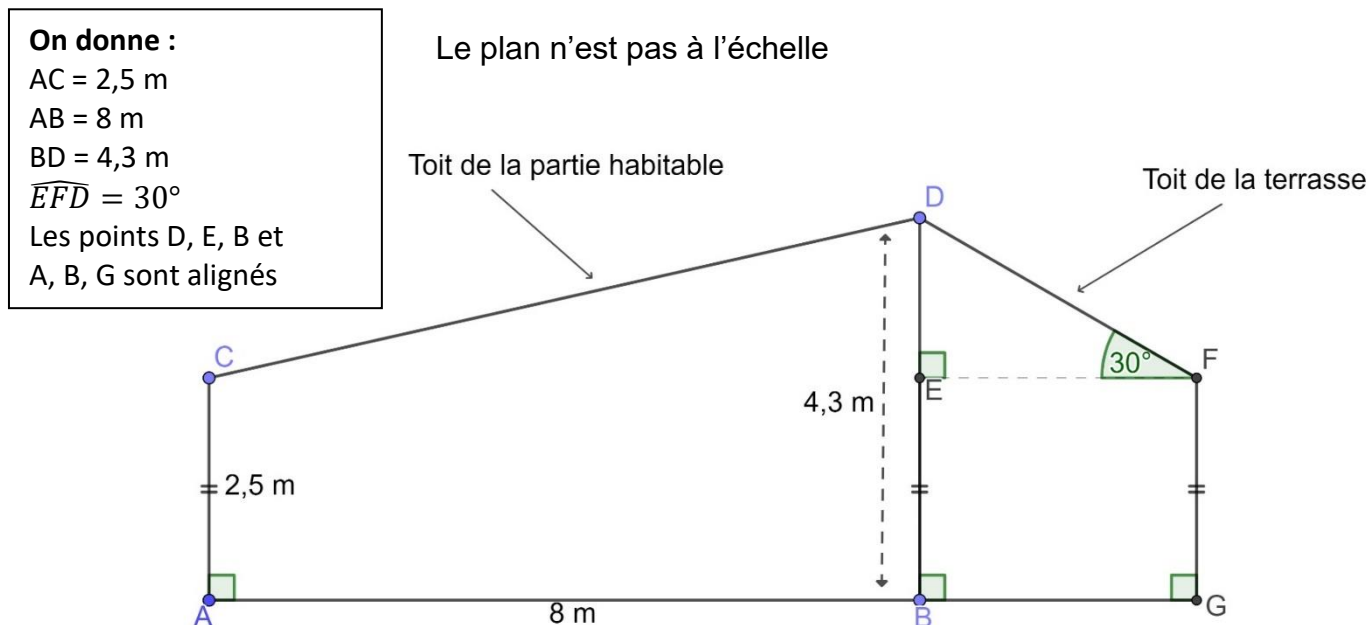 On donne :
AC = 2,5 m
AB = 8 m
BD = 4,3 m
$\widehat{EFD}$ = 30°
Les points D, E, B et
A, B, G sont alignés
Le plan n’est pas à l’échelle
Toit de la partie habitable
Toit de la terrasse
D
C
30°
F
E
4,3 m
2,5 m
A
8 m
B
G